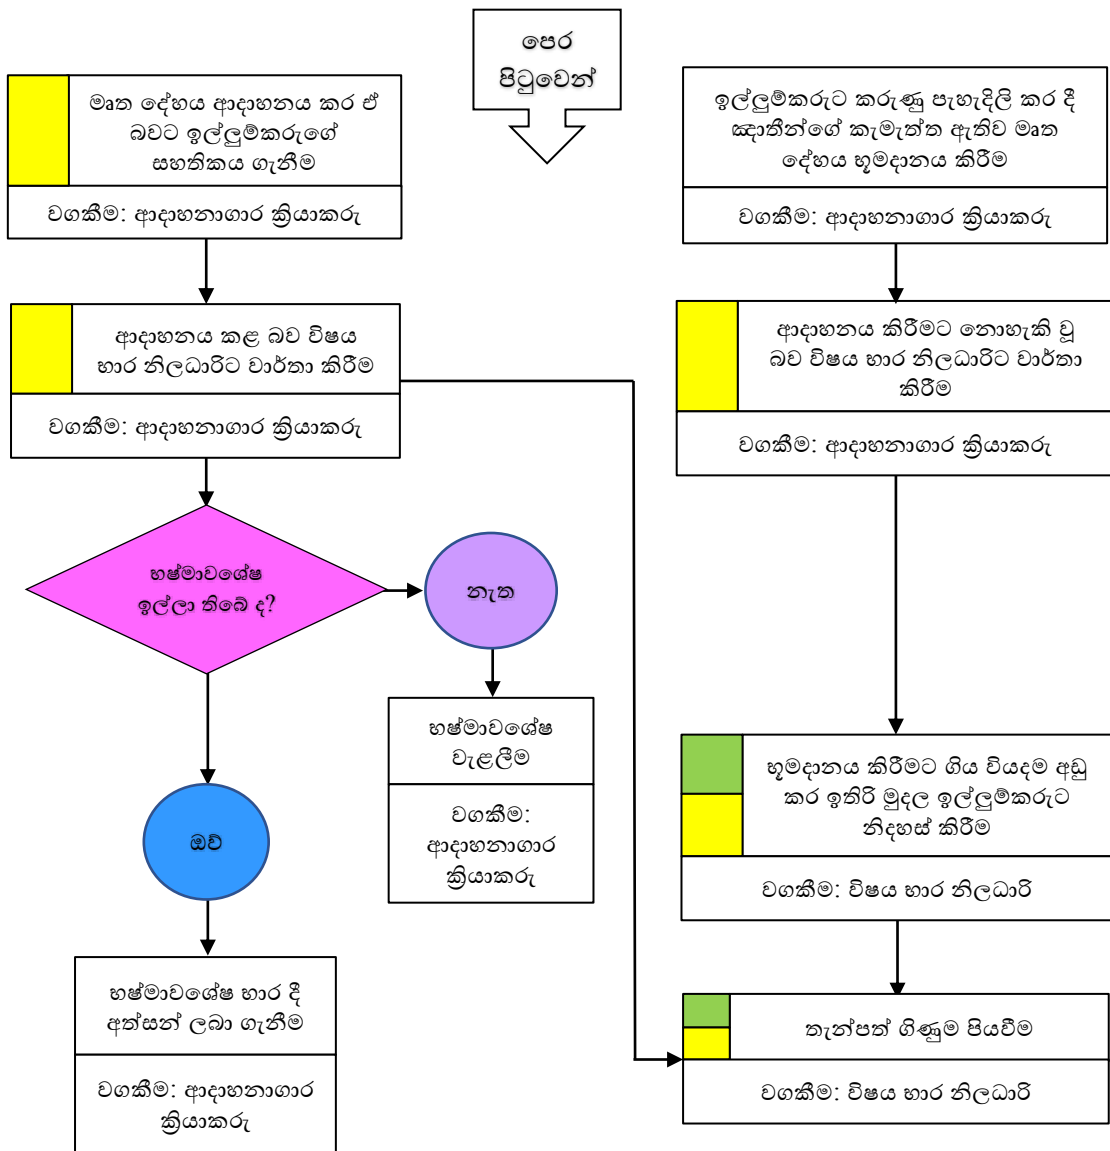 පෙර
පිටුවෙන්
මෘත දේහය ආදාහනය කර ඒ
බවට ඉල්ලුම්කරුගේ
සහතිකය ගැනීම
වගකීම: ආදාහනාගාර ක්‍රියාකරු
ආදාහනය කළ බව විෂය
භාර නිලධාරිට වාර්තා කිරීම
වගකීම: ආදාහනාගාර ක්‍රියාකරු
භෂ්මාවශේෂ
ඉල්ලා තිබේ ද?
නැත
භෂ්මාවශේෂ
වැළලීම
වගකීම:
ආදාහනාගාර
ක්‍රියාකරු
ඔව්
භෂ්මාවශේෂ භාර දී
අත්සන් ලබා ගැනීම
වගකීම: ආදාහනාගාර
ක්‍රියාකරු
ඉල්ලුම්කරුට කරුණු පැහැදිලි කර දී
ඤාතීන්ගේ කැමැත්ත ඇතිව මෘත
දේහය භූමදානය කිරීම
වගකීම: ආදාහනාගාර ක්‍රියාකරු
ආදාහනය කිරීමට නොහැකි වූ
බව විෂය භාර නිලධාරිට වාර්තා
කිරීම
වගකීම: ආදාහනාගාර ක්‍රියාකරු
භූමදානය කිරීමට ගිය වියදම අඩු
කර ඉතිරි මුදල ඉල්ලුම්කරුට
නිදහස් කිරීම
වගකීම: විෂය භාර නිලධාරි
තැන්පත් ගිණුම පියවීම
වගකීම: විෂය භාර නිලධාරි